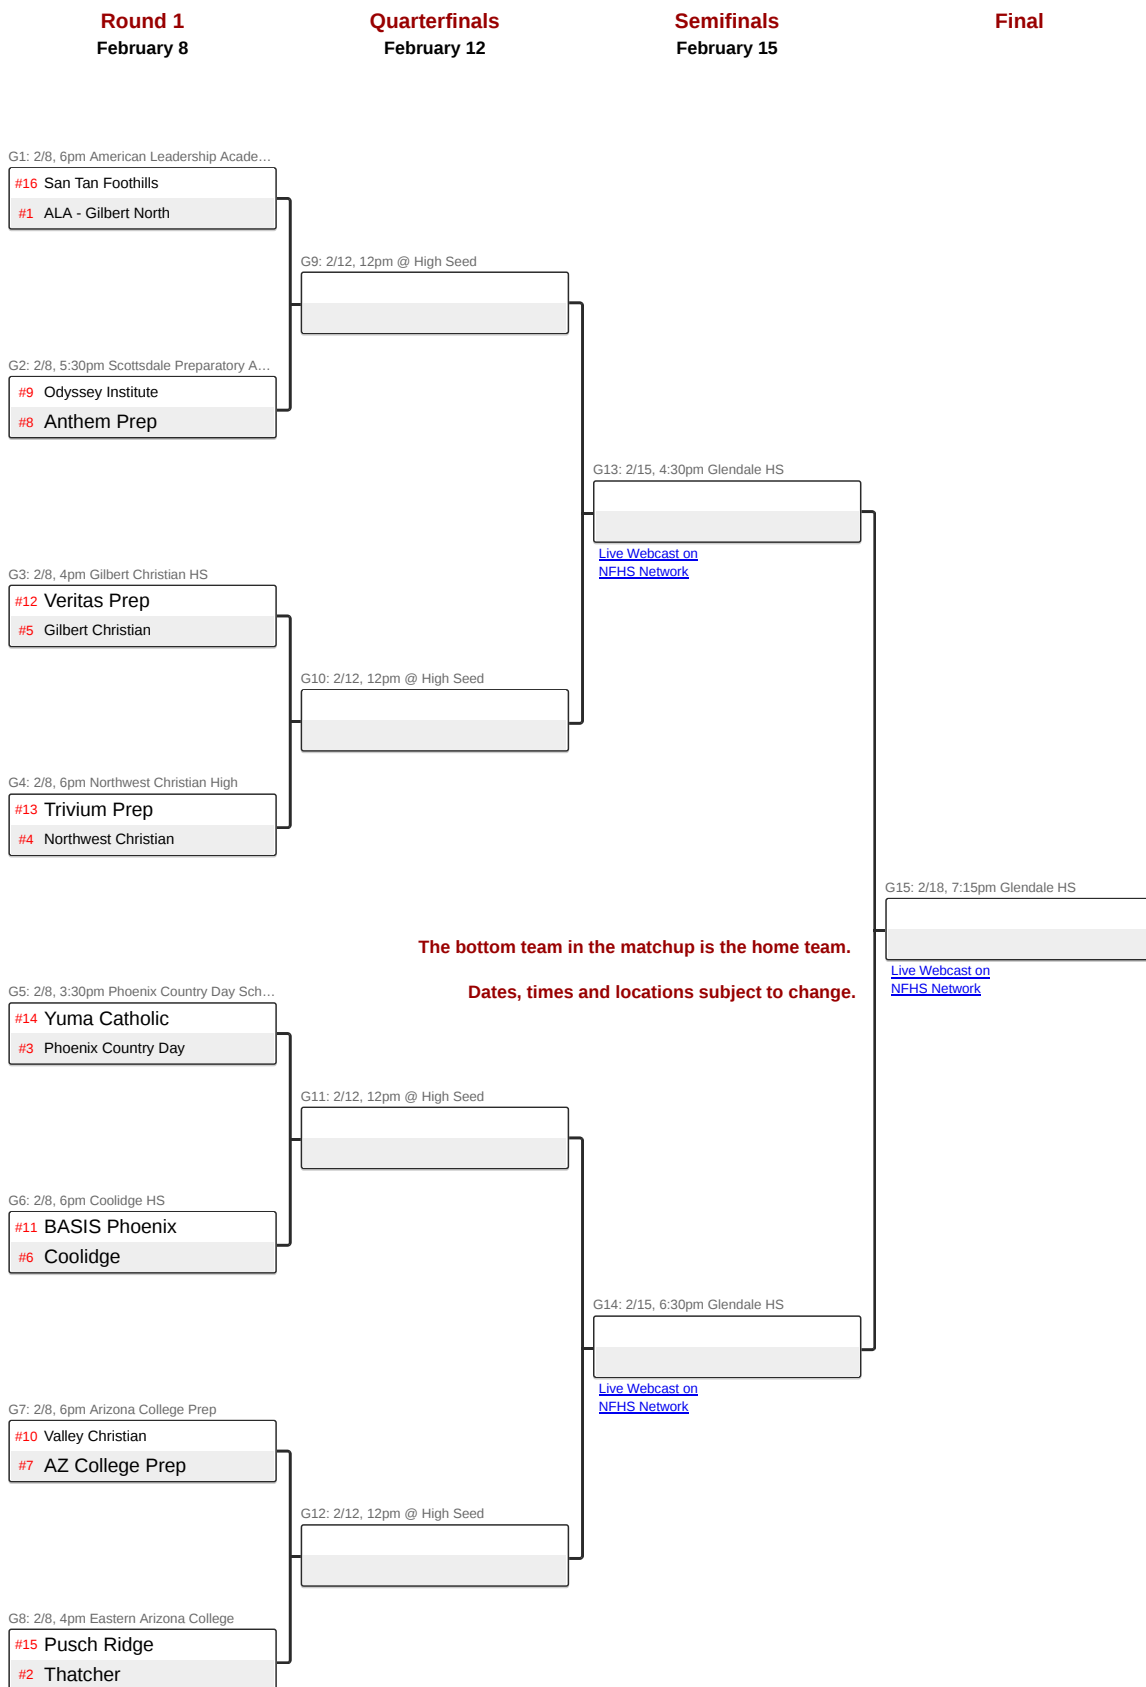 Round 1
February 8
Quarterfinals
February 12
Semifinals
February 15
Final
G1: 2/8, 6pm American Leadership Acade…
#16 San Tan Foothills
#1 ALA - Gilbert North
G9: 2/12, 12pm @ High Seed
G2: 2/8, 5:30pm Scottsdale Preparatory A…
#9 Odyssey Institute
#8 Anthem Prep
G13: 2/15, 4:30pm Glendale HS
Live Webcast on
NFHS Network
G3: 2/8, 4pm Gilbert Christian HS
#12 Veritas Prep
#5 Gilbert Christian
G10: 2/12, 12pm @ High Seed
G4: 2/8, 6pm Northwest Christian High
#13 Trivium Prep
#4 Northwest Christian
G15: 2/18, 7:15pm Glendale HS
Live Webcast on
NFHS Network
The bottom team in the matchup is the home team.
Dates, times and locations subject to change.
G5: 2/8, 3:30pm Phoenix Country Day Sch…
#14 Yuma Catholic
#3 Phoenix Country Day
G11: 2/12, 12pm @ High Seed
G6: 2/8, 6pm Coolidge HS
#11 BASIS Phoenix
#6 Coolidge
G14: 2/15, 6:30pm Glendale HS
Live Webcast on
NFHS Network
G7: 2/8, 6pm Arizona College Prep
#10 Valley Christian
#7 AZ College Prep
G12: 2/12, 12pm @ High Seed
G8: 2/8, 4pm Eastern Arizona College
#15 Pusch Ridge
#2 Thatcher